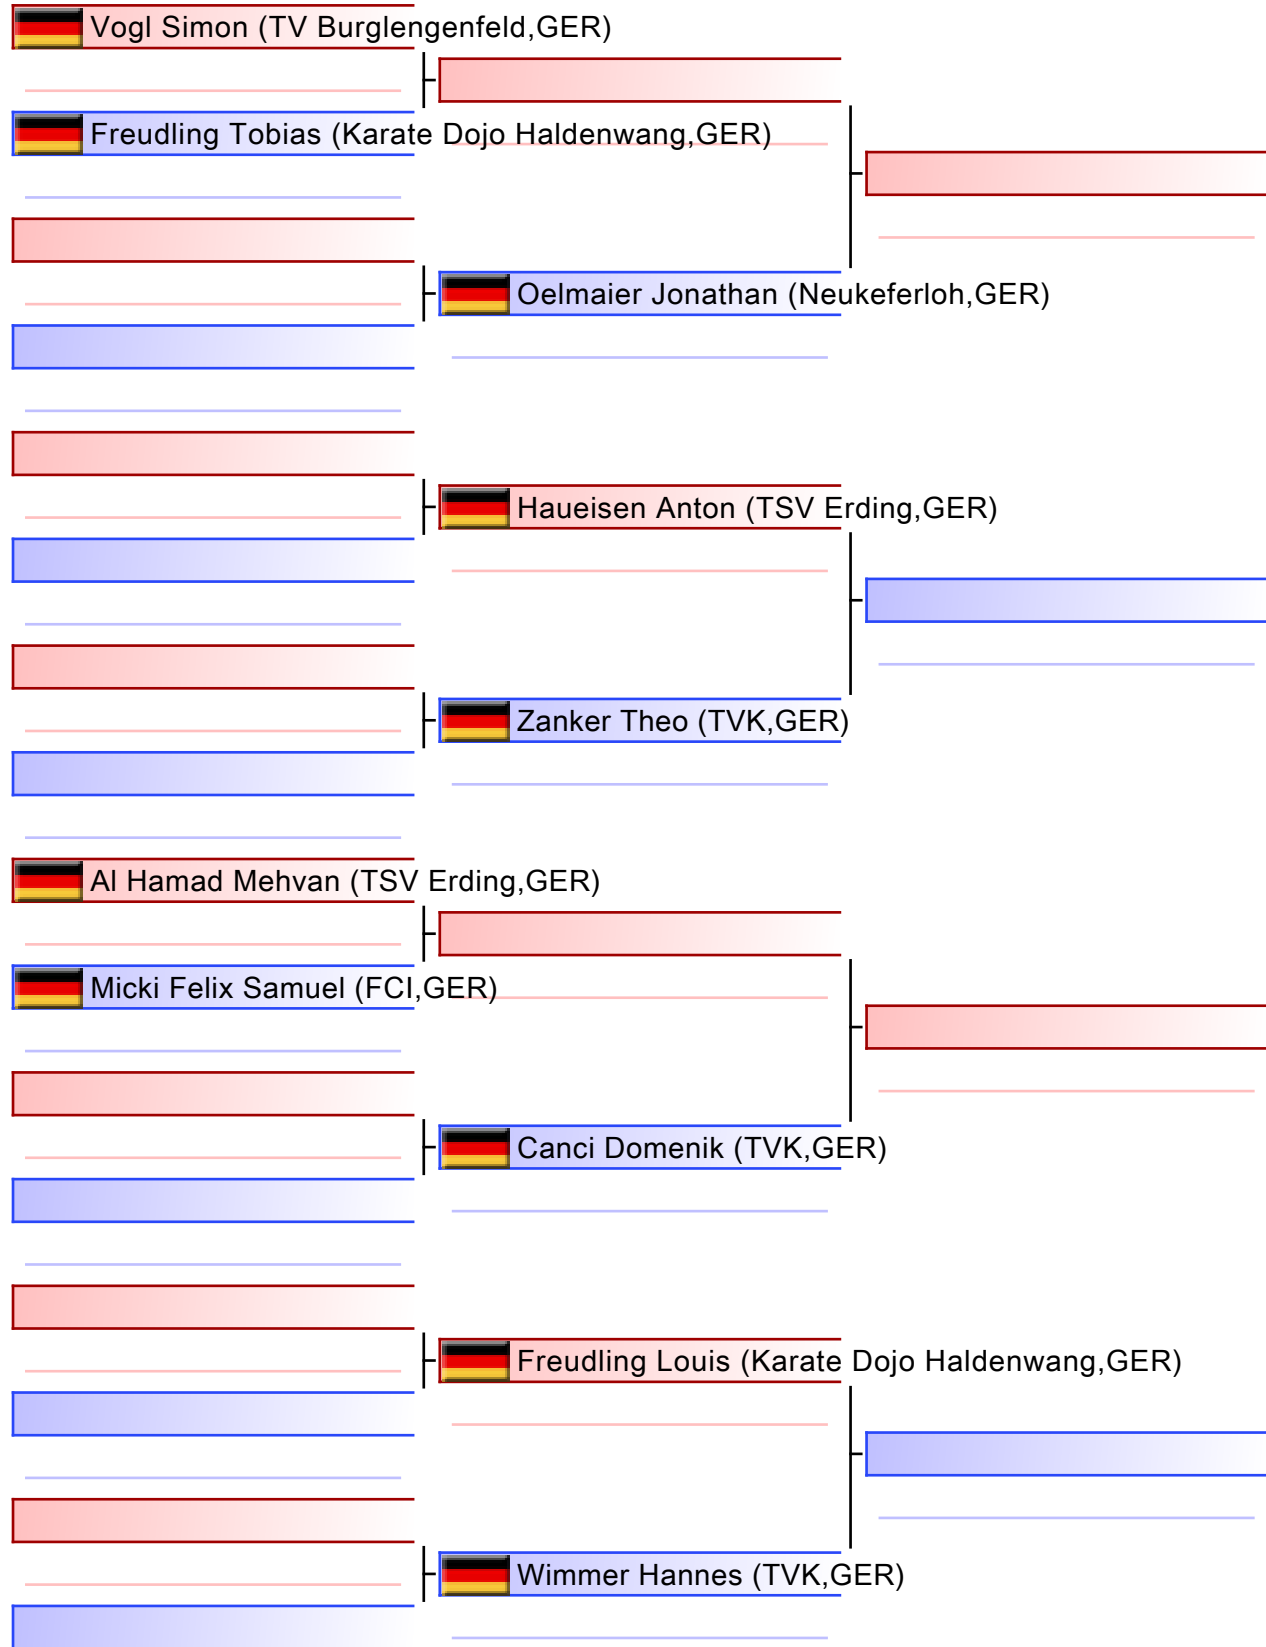 Vogl Simon (TV Burglengenfeld,GER)
Freudling Tobias (Karate Dojo Haldenwang,GER)
Oelmaier Jonathan (Neukeferloh,GER)
Haueisen Anton (TSV Erding,GER)
Zanker Theo (TVK,GER)
Al Hamad Mehvan (TSV Erding,GER)
Micki Felix Samuel (FCI,GER)
Canci Domenik (TVK,GER)
Freudling Louis (Karate Dojo Haldenwang,GER)
Wimmer Hannes (TVK,GER)